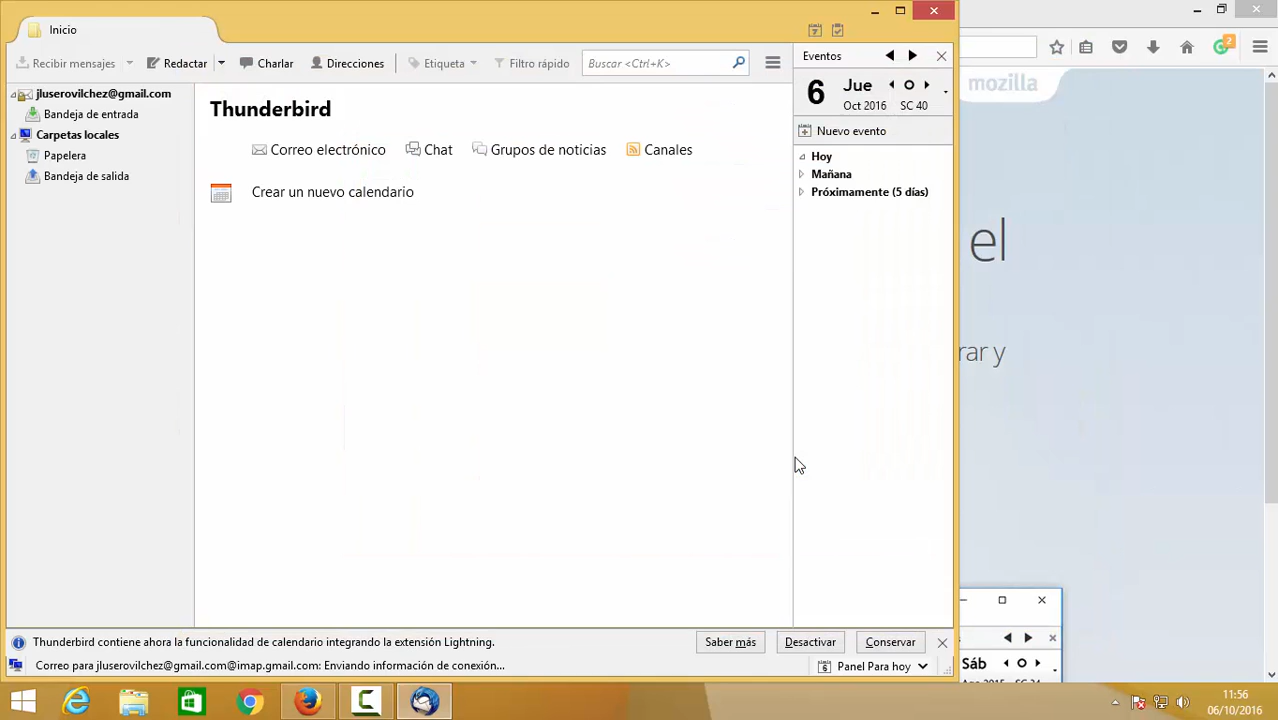 Inicio
Recibir mensajes
Redactar
Charlar
Direcciones
Etiqueta
Filtro rápido
Buscar <Ctrl+K>
Eventos
jluserovilchez@gmail.com
Bandeja de entrada
Carpetas locales
Papelera
Bandeja de salida
Thunderbird
Correo electrónico
Chat
Grupos de noticias
Canales
Crear un nuevo calendario
6
Jue
Oct 2016
SC 40
Nuevo evento
Hoy
Mañana
Próximamente (5 días)
2
mozilla
el
rar y
Sáb
Thunderbird contiene ahora la funcionalidad de calendario integrando la extensión Lightning.
Saber más
Desactivar
Conservar
Correo para jluserovilchez@gmail.com@imap.gmail.com: Enviando información de conexión...
6
Panel Para hoy
11:56
06/10/2016